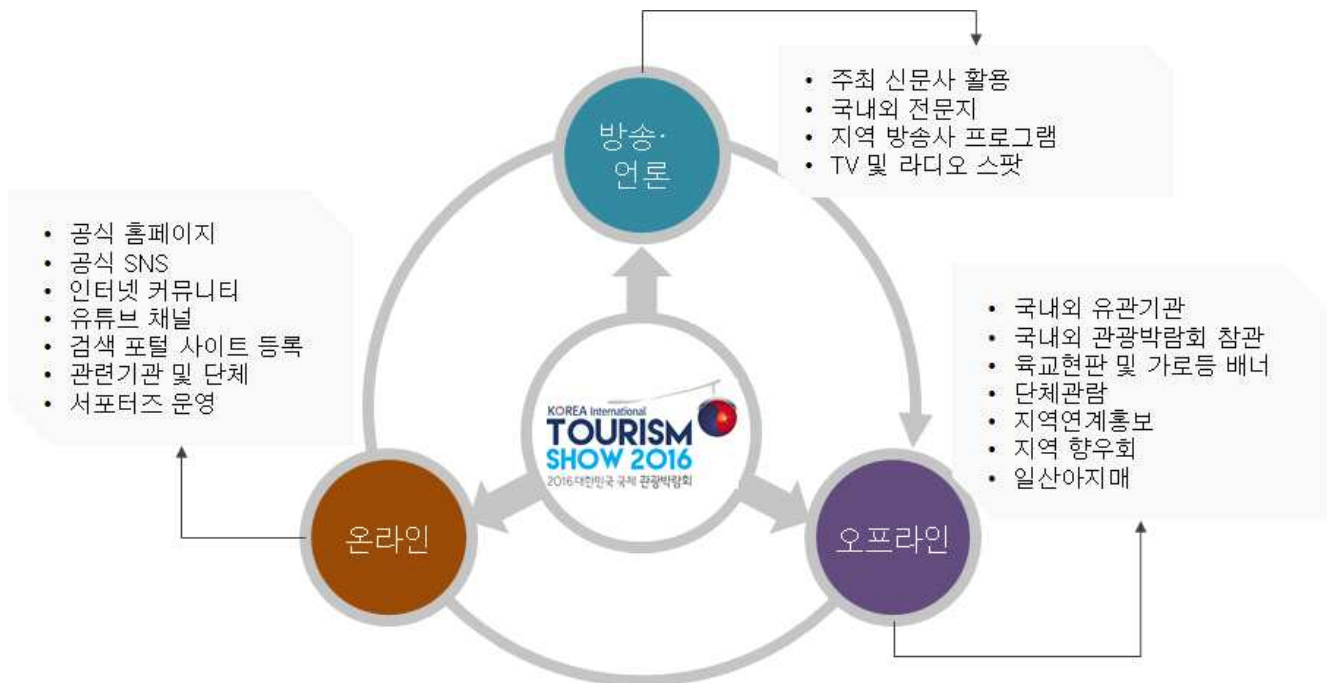 방송·
언론
• 주최 신문사 활용
• 국내외 전문지
• 지역 방송사 프로그램
• TV 및 라디오 스팟
• 공식 홈페이지
• 공식 SNS
• 인터넷 커뮤니티
• 유튜브 채널
• 검색 포털 사이트 등록
• 관련기관 및 단체
• 서포터즈 운영
• 국내외 유관기관
• 국내외 관광박람회 참관
• 육교현판 및 가로등 배너
• 단체관람
• 지역연계홍보
• 지역 향우회
• 일산아지매
KOREA International
TOURISM
SHOW 2016
2016 대한민국 국제 관광박람회
온라인
오프라인